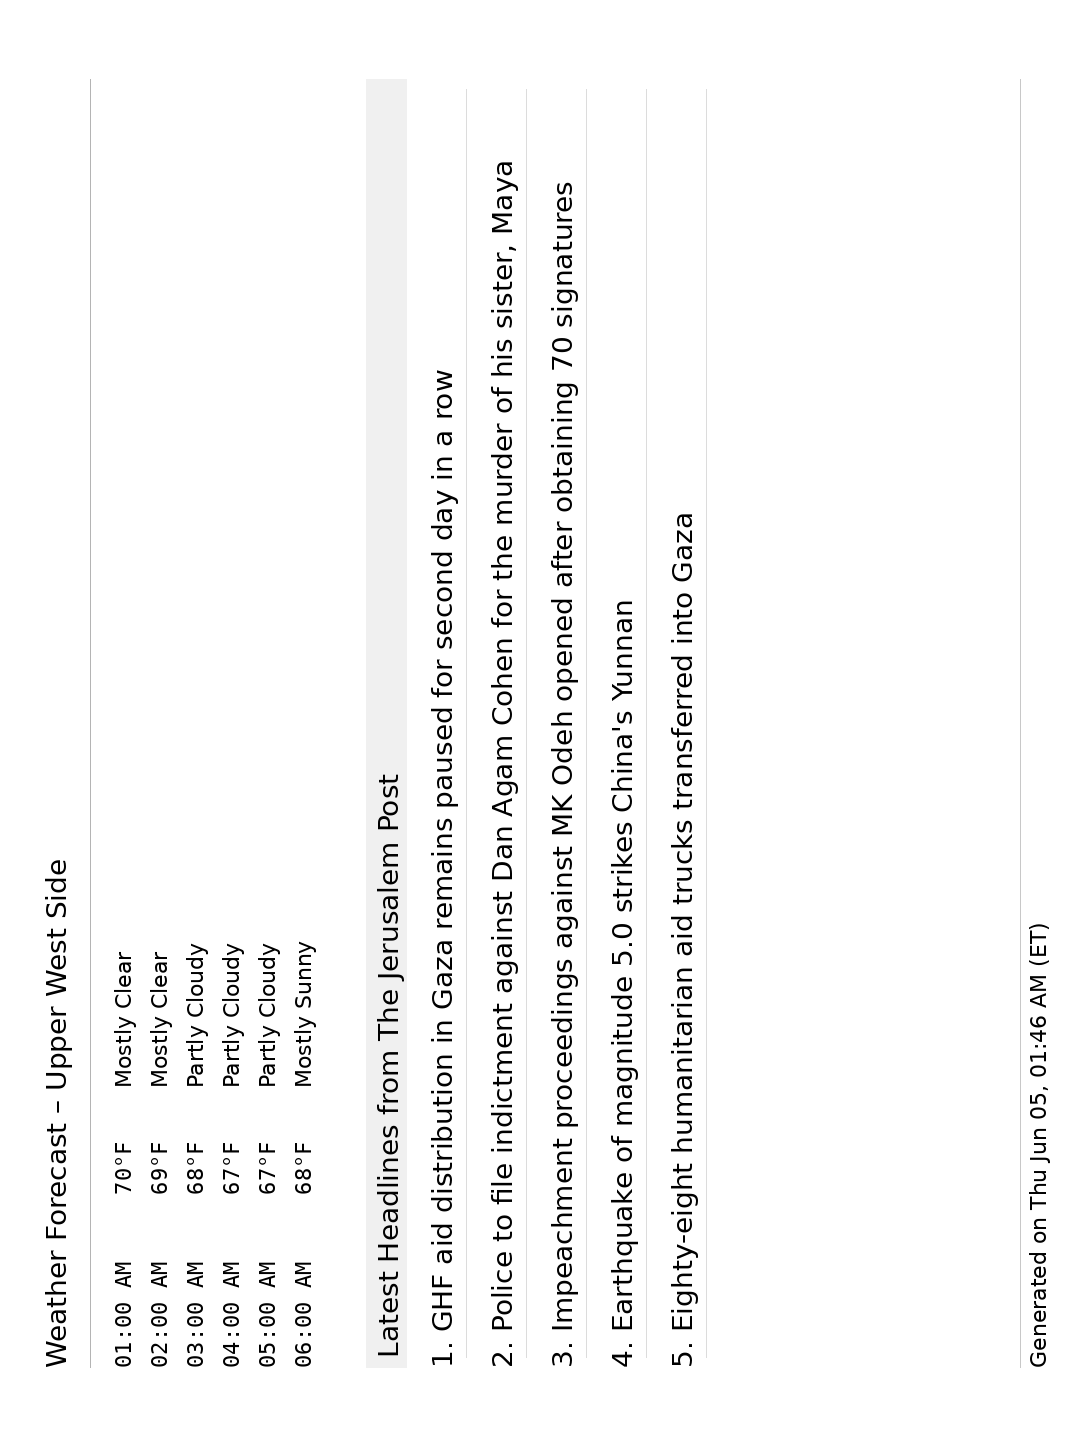 Weather Forecast – Upper West Side
01:00 AM 70°F Mostly Clear
02:00 AM 69°F Mostly Clear
03:00 AM 68°F Partly Cloudy
04:00 AM 67°F Partly Cloudy
05:00 AM 67°F Partly Cloudy
06:00 AM 68°F Mostly Sunny
Latest Headlines from The Jerusalem Post
1. GHF aid distribution in Gaza remains paused for second day in a row
2. Police to file indictment against Dan Agam Cohen for the murder of his sister, Maya
3. Impeachment proceedings against MK Odeh opened after obtaining 70 signatures
4. Earthquake of magnitude 5.0 strikes China's Yunnan
5. Eighty-eight humanitarian aid trucks transferred into Gaza
Generated on Thu Jun 05, 01:46 AM (ET)